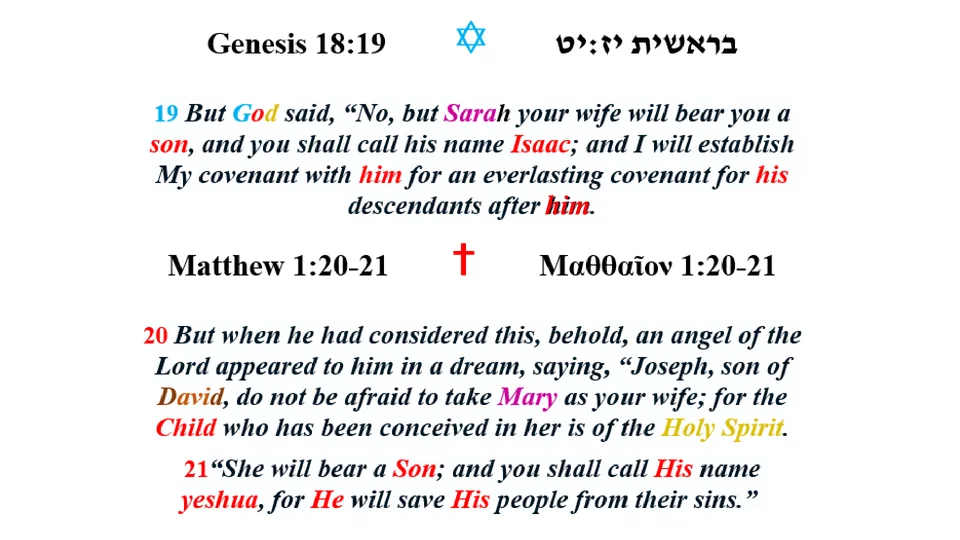 Genesis 18:19 ✡ בראשית יז:יט
19 But God said, “No, but Sarah your wife will bear you a
son, and you shall call his name Isaac; and I will establish
My covenant with him for an everlasting covenant for his
descendants after him.
Matthew 1:20-21 ✝ Μαθθαῖον 1:20-21
20 But when he had considered this, behold, an angel of the
Lord appeared to him in a dream, saying, “Joseph, son of
David, do not be afraid to take Mary as your wife; for the
Child who has been conceived in her is of the Holy Spirit.
21“She will bear a Son; and you shall call His name
yeshua, for He will save His people from their sins.”